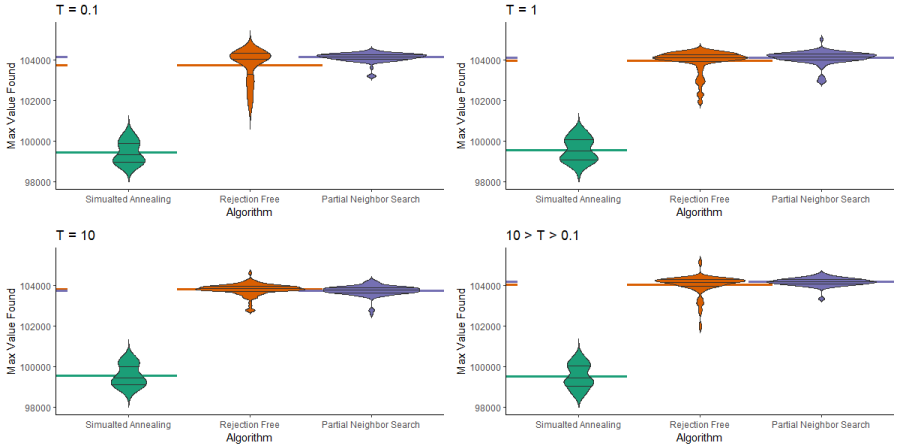 T = 0.1
Max Value Found
104000
102000
100000
98000
Simualted Annealing
Rejection Free
Partial Neighbor Search
Algorithm
T = 1
Max Value Found
104000
102000
100000
98000
Simualted Annealing
Rejection Free
Partial Neighbor Search
Algorithm
T = 10
Max Value Found
104000
102000
100000
98000
Simualted Annealing
Rejection Free
Partial Neighbor Search
Algorithm
10 > T > 0.1
Max Value Found
104000
102000
100000
98000
Simualted Annealing
Rejection Free
Partial Neighbor Search
Algorithm